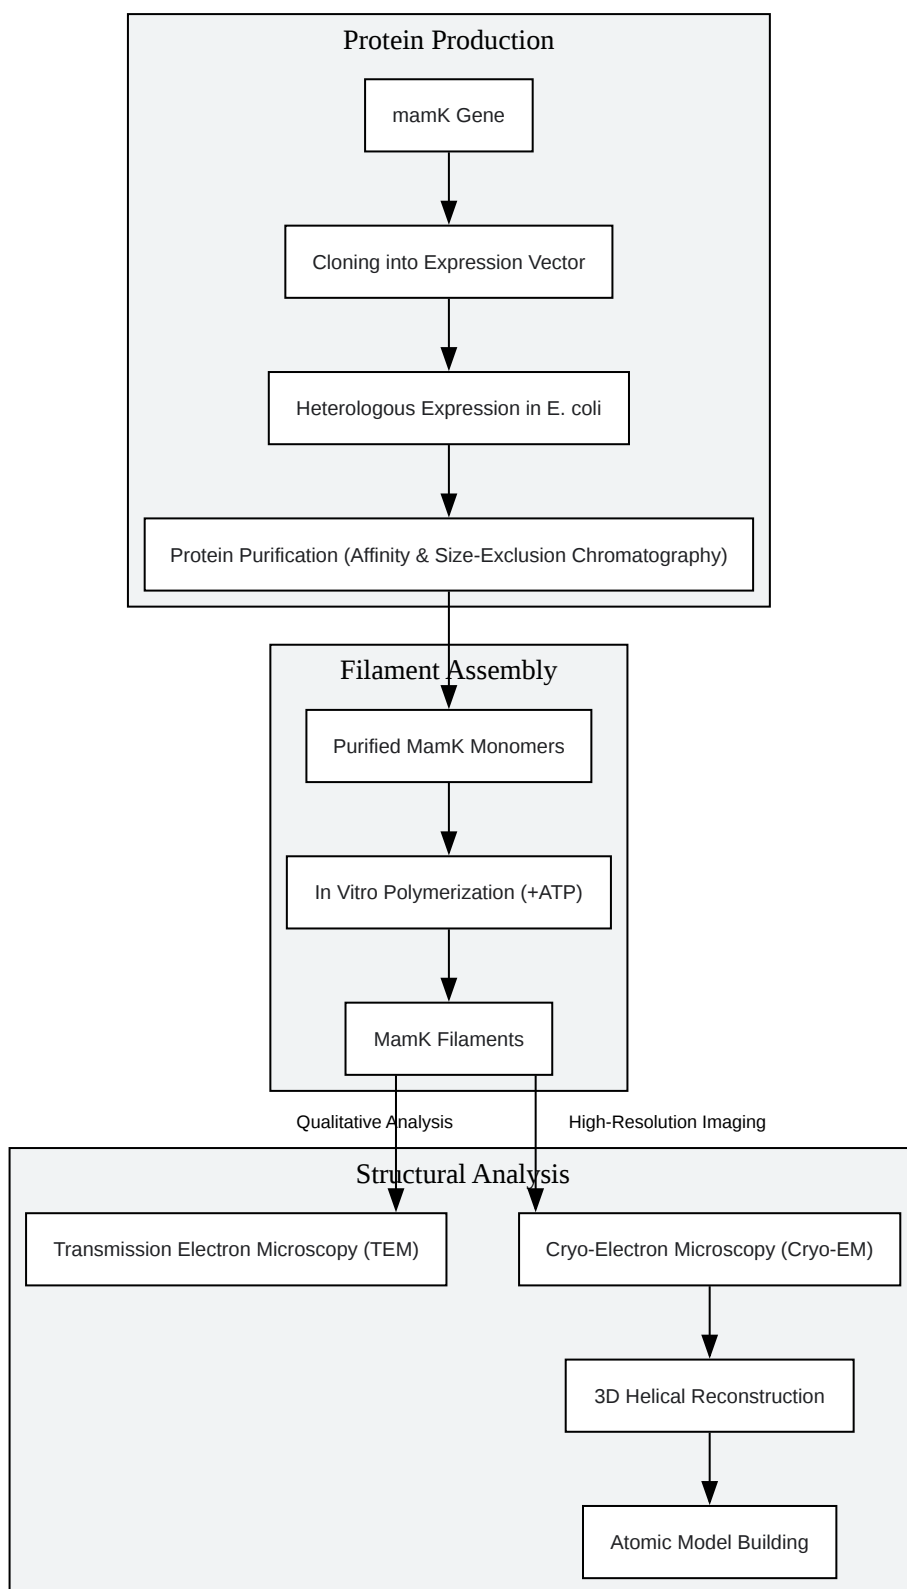 Protein Production
mamK Gene
Cloning into Expression Vector
Heterologous Expression in E. coli
Protein Purification (Affinity & Size-Exclusion Chromatography)
Filament Assembly
Purified MamK Monomers
In Vitro Polymerization (+ATP)
MamK Filaments
Qualitative Analysis
High-Resolution Imaging
Structural Analysis
Transmission Electron Microscopy (TEM)
Cryo-Electron Microscopy (Cryo-EM)
3D Helical Reconstruction
Atomic Model Building